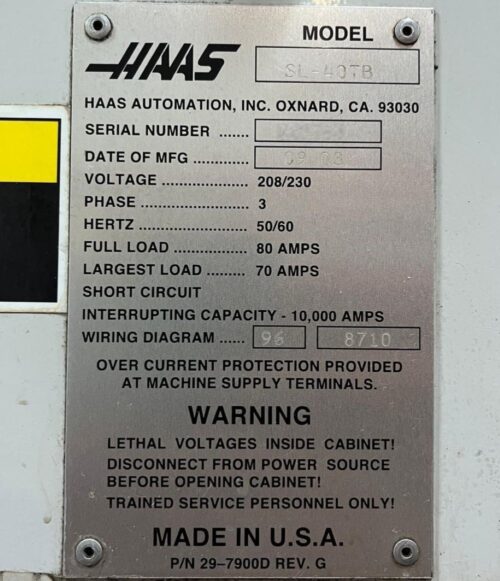 MODEL
HAAS SL-40TB
HAAS AUTOMATION, INC. OXNARD, CA. 93030
SERIAL NUMBER .......
DATE OF MFG ............... 09 03
VOLTAGE ..................... 208/230
PHASE ......................... 3
HERTZ ......................... 50/60
FULL LOAD .................. 80 AMPS
LARGEST LOAD ......... 70 AMPS
SHORT CIRCUIT
INTERRUPTING CAPACITY - 10,000 AMPS
WIRING DIAGRAM ...... 96 8710
OVER CURRENT PROTECTION PROVIDED
AT MACHINE SUPPLY TERMINALS.
WARNING
LETHAL VOLTAGES INSIDE CABINET!
DISCONNECT FROM POWER SOURCE
BEFORE OPENING CABINET!
TRAINED SERVICE PERSONNEL ONLY!
MADE IN U.S.A.
P/N 29-7900D REV. G